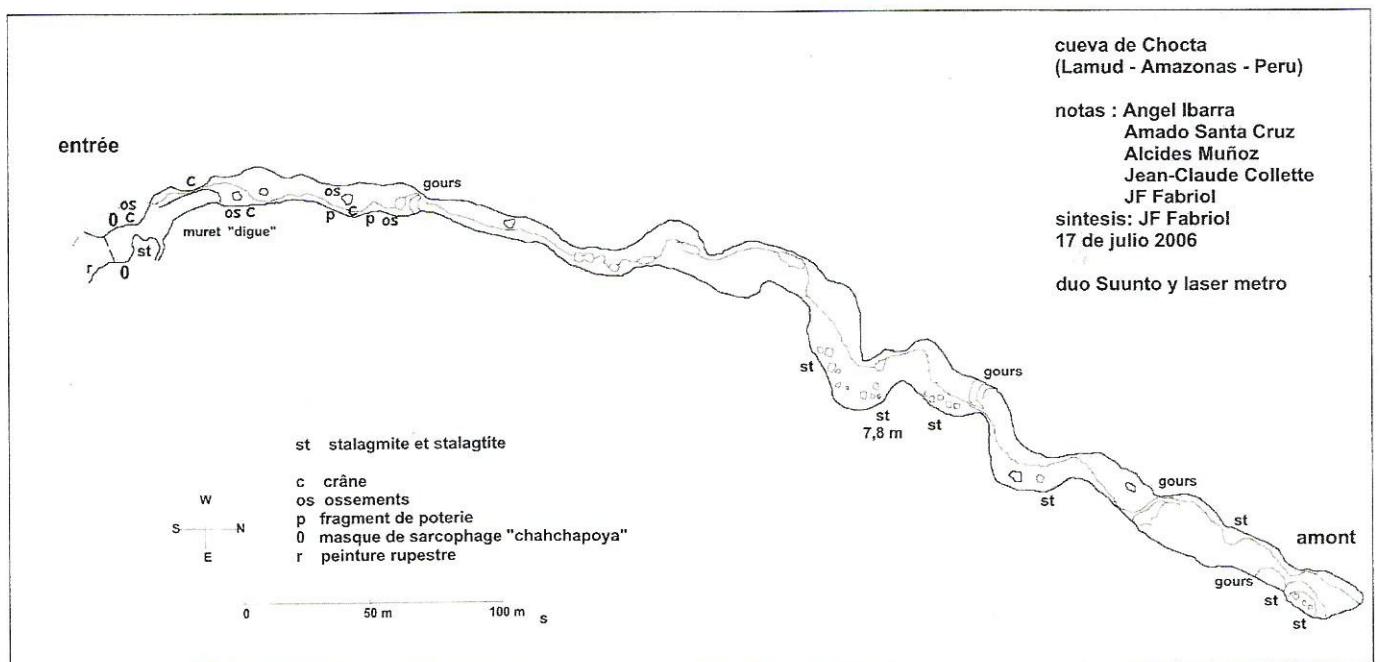 cueva de Chocta
(Lamud - Amazonas - Peru)
notas : Angel Ibarra
Amado Santa Cruz
Alcides Muñoz
Jean-Claude Collette
JF Fabriol
sintesis: JF Fabriol
17 de julio 2006
duo Suunto y laser metro
entrée
os
c
0
r
0
st
c
os c
muret "digue"
os
p
c
p
os
gours
st
st
7,8 m
st
gours
st
gours
st
amont
gours
st
st
st stalagmite et stalagtite
c crâne
os ossements
p fragment de poterie
0 masque de sarcophage "chahchapoya"
r peinture rupestre
W
S N
E
0 50 m 100 m s